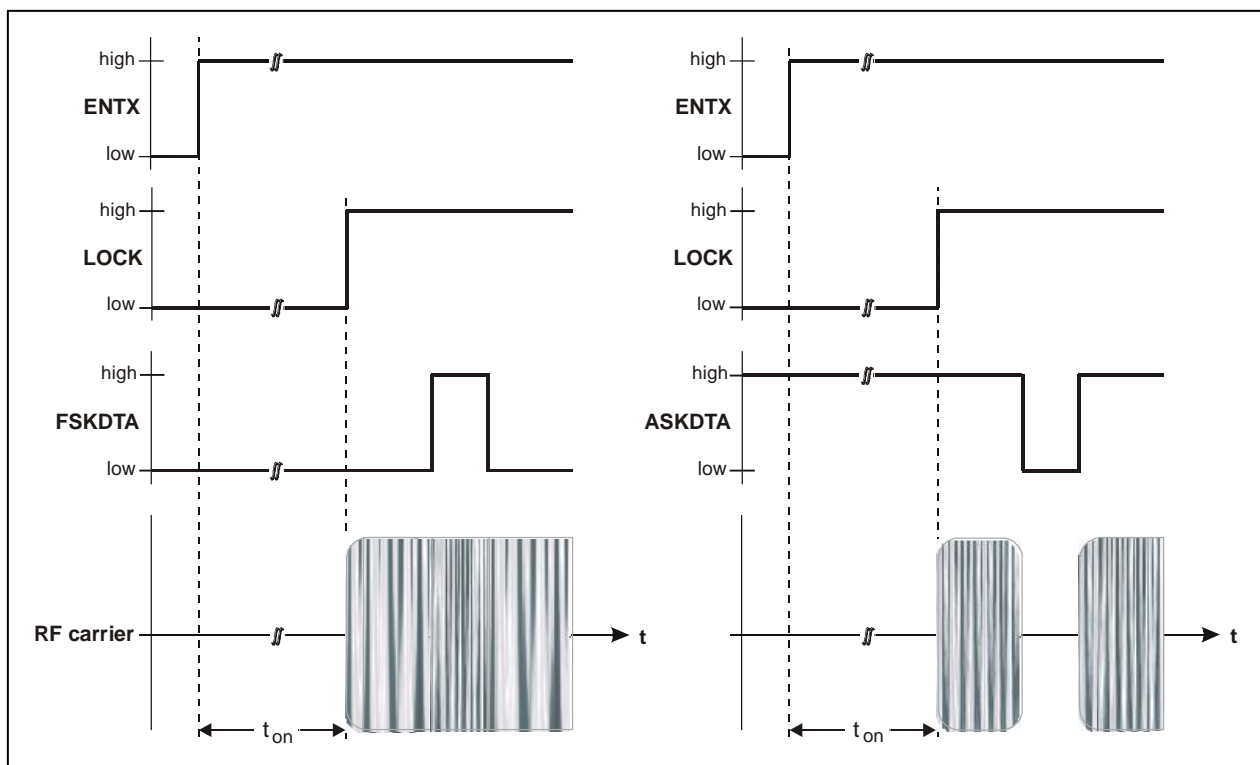 high
ENTX
low
high
LOCK
low
high
FSKDTA
low
RF carrier
t
t on
high
ENTX
low
high
LOCK
low
high
ASKDTA
low
t
t on